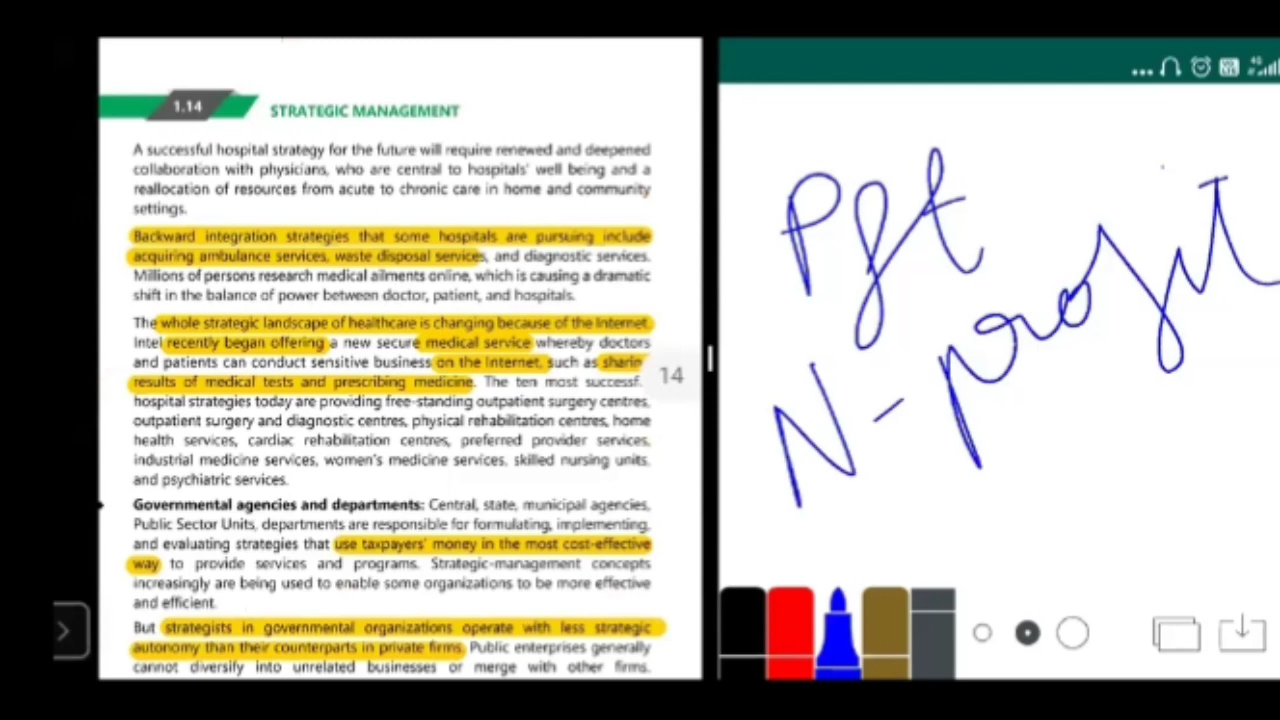 1.14 STRATEGIC MANAGEMENT
A successful hospital strategy for the future will require renewed and deepened
collaboration with physicians, who are central to hospitals' well being and a
reallocation of resources from acute to chronic care in home and community
settings.
Backward integration strategies that some hospitals are pursuing include
acquiring ambulance services, waste disposal services, and diagnostic services.
Millions of persons research medical ailments online, which is causing a dramatic
shift in the balance of power between doctor, patient, and hospitals.
The whole strategic landscape of healthcare is changing because of the Internet.
Intel recently began offering a new secure medical service whereby doctors
and patients can conduct sensitive business on the Internet, such as sharin
results of medical tests and prescribing medicine. The ten most successf
hospital strategies today are providing free-standing outpatient surgery centres,
outpatient surgery and diagnostic centres, physical rehabilitation centres, home
health services, cardiac rehabilitation centres, preferred provider services,
industrial medicine services, women's medicine services, skilled nursing units,
and psychiatric services.
Governmental agencies and departments: Central, state, municipal agencies,
Public Sector Units, departments are responsible for formulating, implementing,
and evaluating strategies that use taxpayers' money in the most cost-effective
way to provide services and programs. Strategic-management concepts
increasingly are being used to enable some organizations to be more effective
and efficient.
But strategists in governmental organizations operate with less strategic
autonomy than their counterparts in private firms. Public enterprises generally
cannot diversify into unrelated businesses or merge with other firms.
14
4G
Pft
N-profit